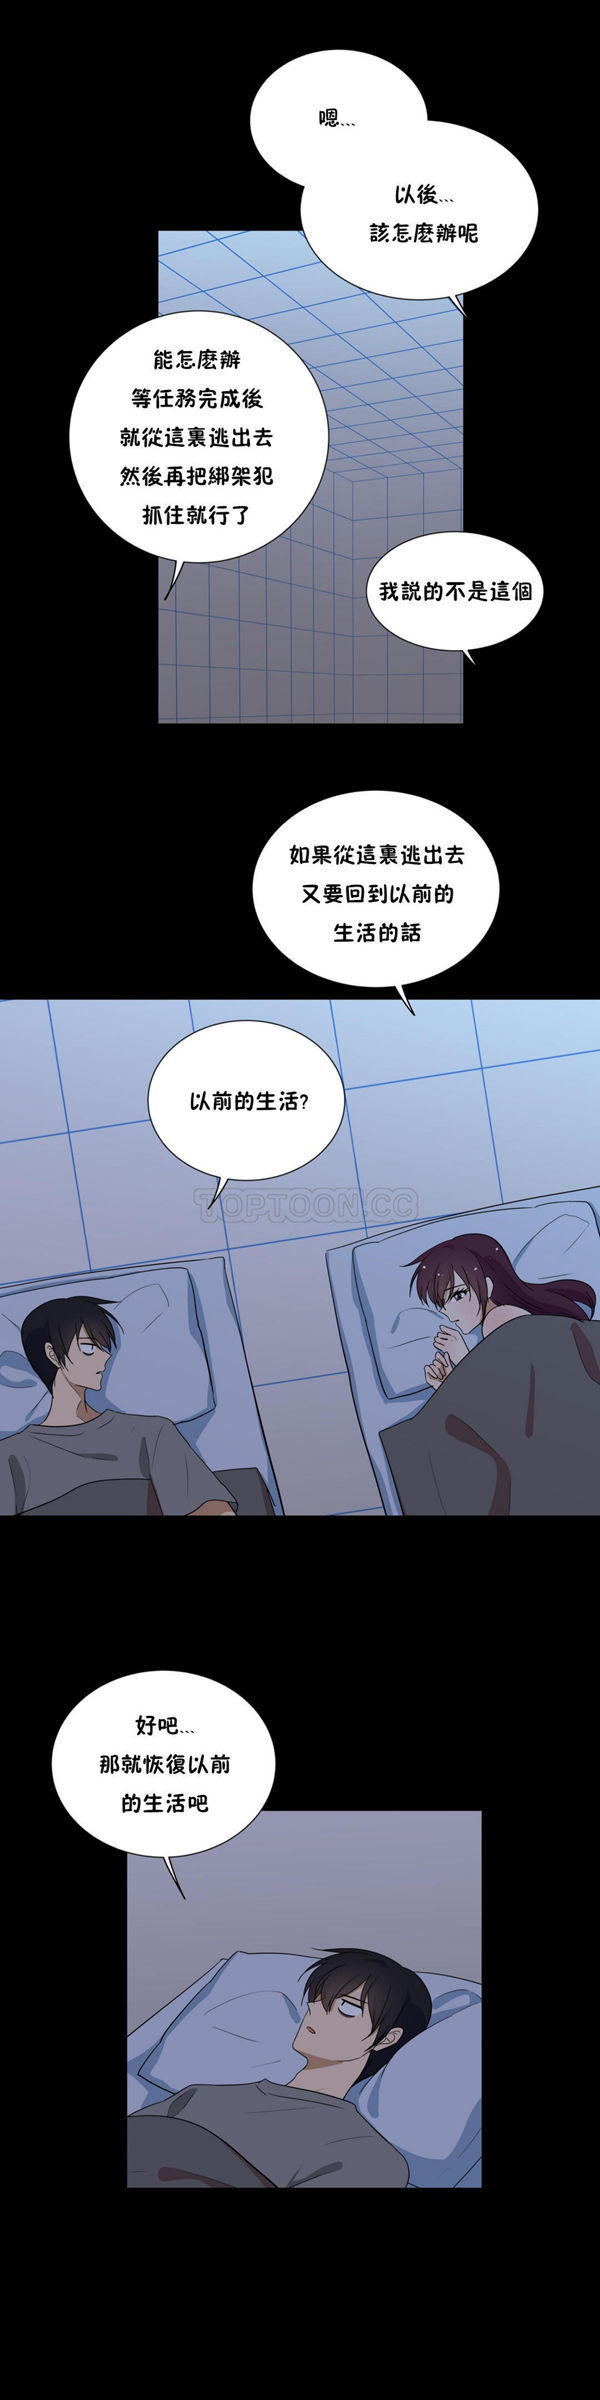 嗯...
以後...
該怎麽辦呢
能怎麽辦
等任務完成後
就從這裏逃出去
然後再把綁架犯
抓住就行了
我說的不是這個
如果從這裏逃出去
又要回到以前的
生活的話
以前的生活?
TOPTOON.CC
好吧...
那就恢復以前
的生活吧